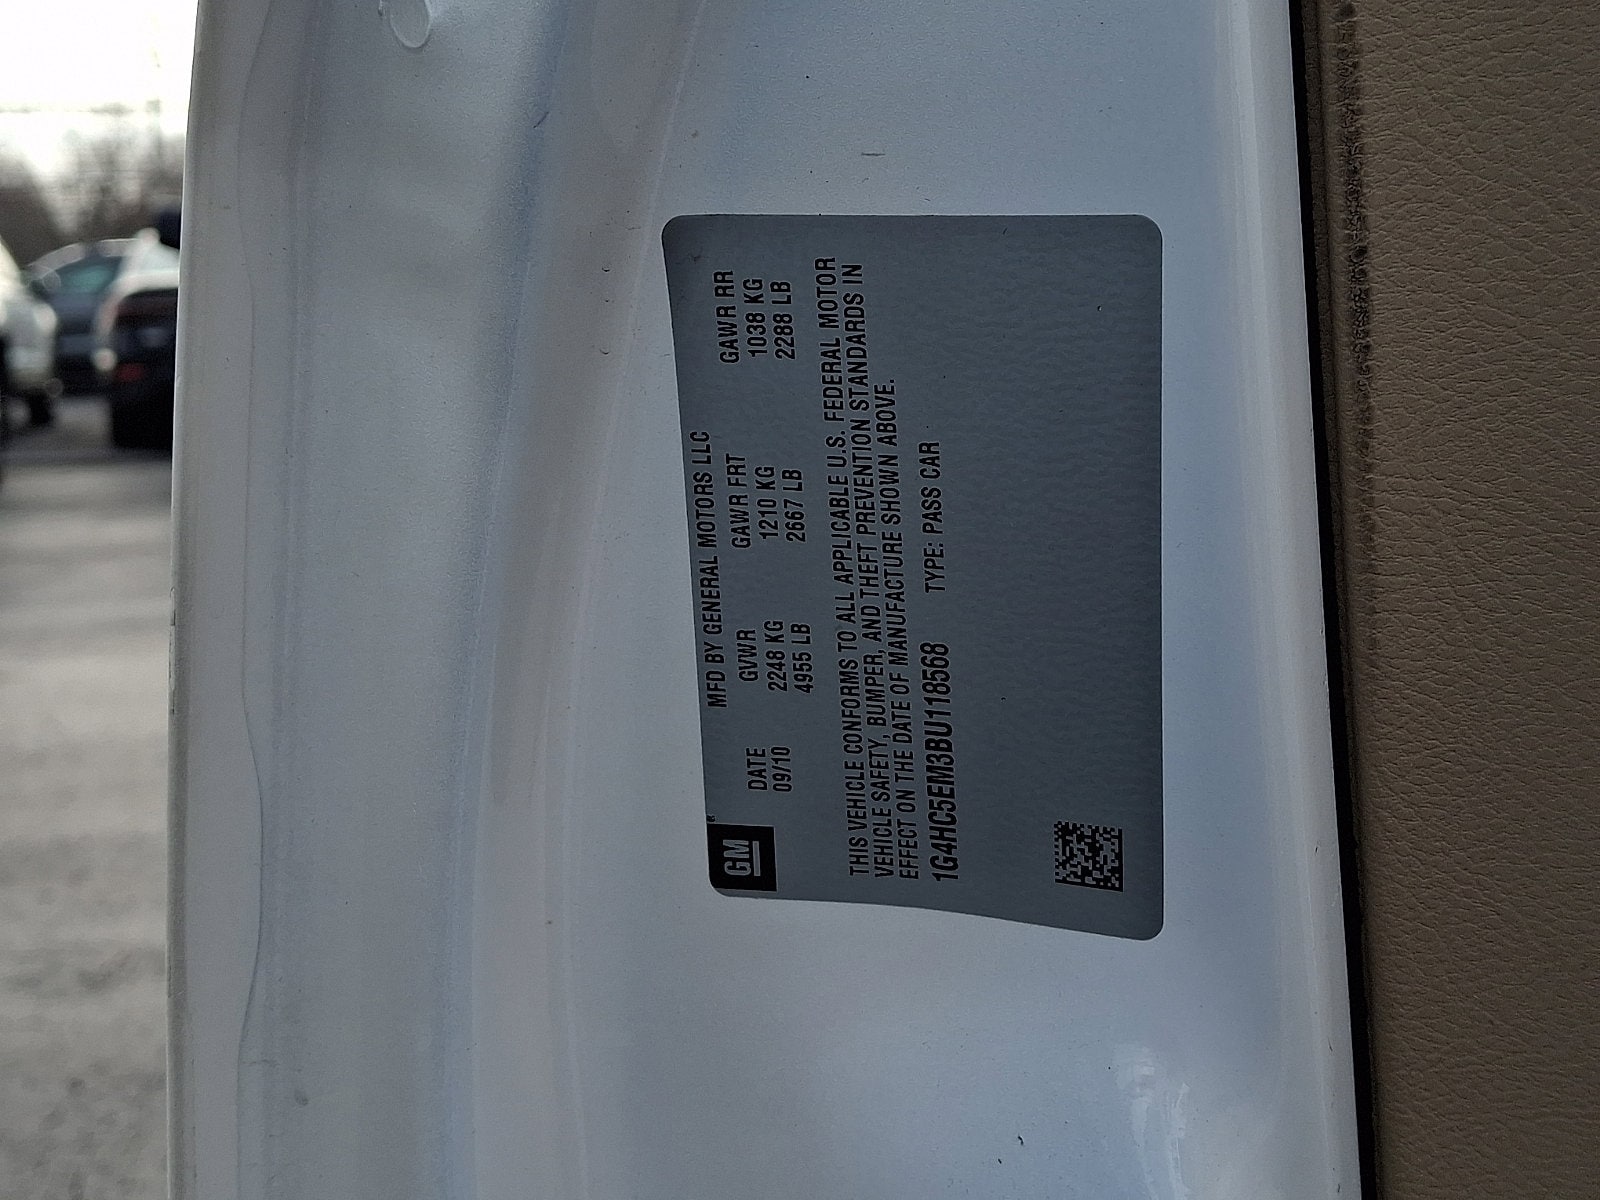 GM
MFD BY GENERAL MOTORS LLC
DATE GVWR GAWR FRT GAWR RR
09/10 2248 KG 1210 KG 1038 KG
4955 LB 2667 LB 2288 LB
THIS VEHICLE CONFORMS TO ALL APPLICABLE U.S. FEDERAL MOTOR
VEHICLE SAFETY, BUMPER, AND THEFT PREVENTION STANDARDS IN
EFFECT ON THE DATE OF MANUFACTURE SHOWN ABOVE.
1G4HC5EM3BU118568 TYPE: PASS CAR